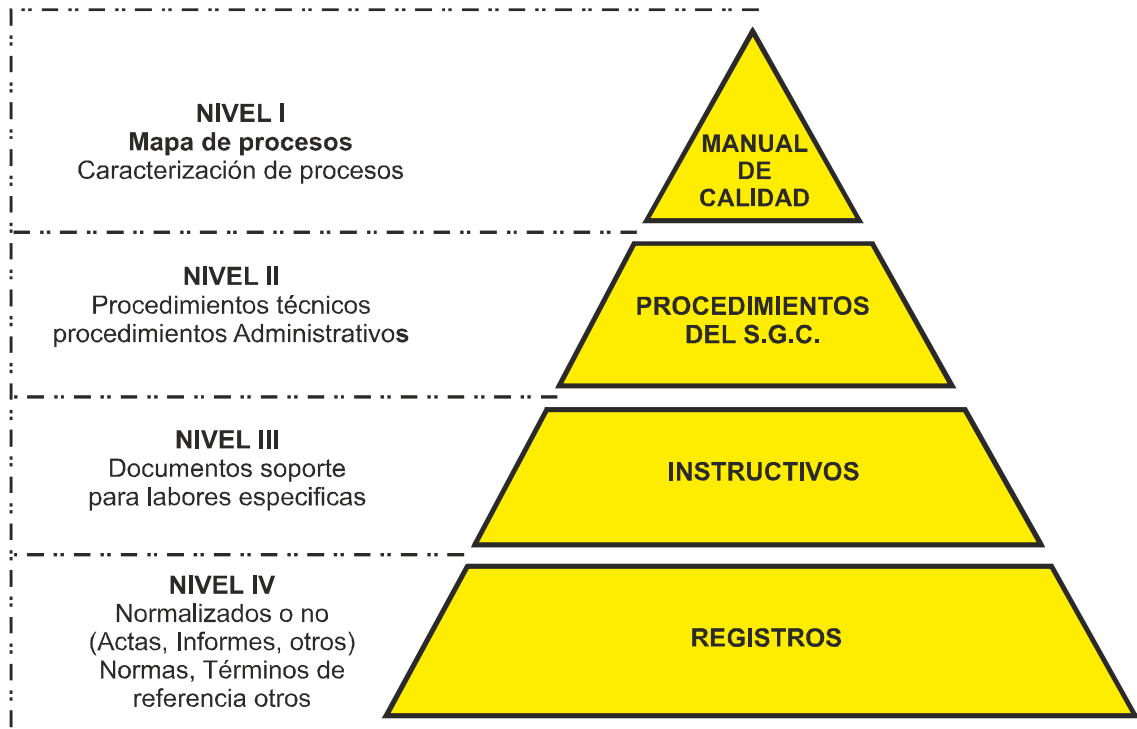 NIVEL I
Mapa de procesos
Caracterización de procesos
MANUAL
DE
CALIDAD
NIVEL II
Procedimientos técnicos
procedimientos Administrativos
PROCEDIMIENTOS
DEL S.G.C.
NIVEL III
Documentos soporte
para labores especificas
INSTRUCTIVOS
NIVEL IV
Normalizados o no
(Actas, Informes, otros)
Normas, Términos de
referencia otros
REGISTROS